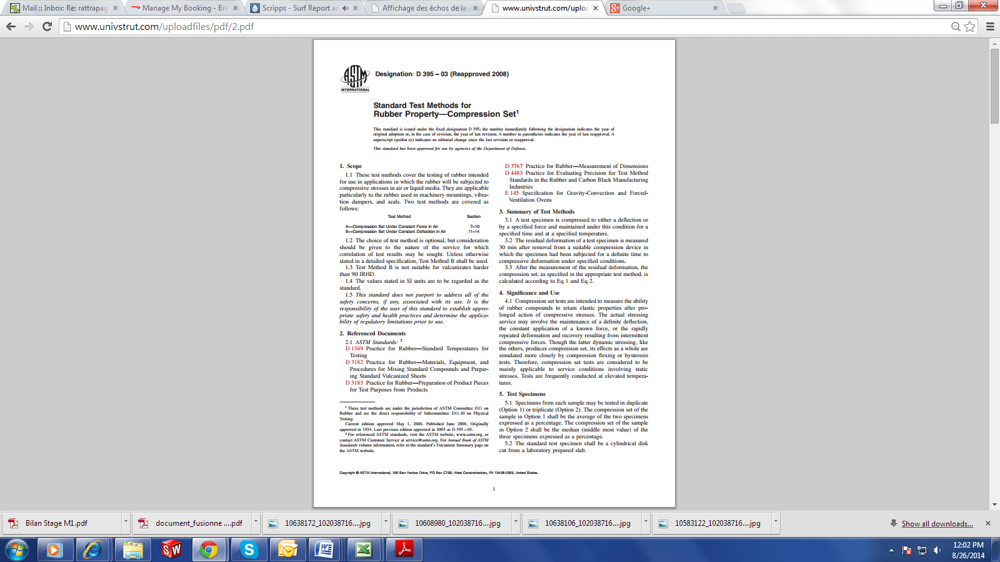 Mail :: Inbox: Re: rattrapag
Manage My Booking - Brit
Scripps - Surf Report an
Affichage des échos de la
www.univstrut.com/uploa
Google+
www.univstrut.com/uploadfiles/pdf/2.pdf
ASTM
INTERNATIONAL
Designation: D 395 – 03 (Reapproved 2008)
Standard Test Methods for
Rubber Property—Compression Set1
This standard is issued under the fixed designation D 395; the number immediately following the designation indicates the year of
original adoption or, in the case of revision, the year of last revision. A number in parentheses indicates the year of last reapproval. A
superscript epsilon (ε) indicates an editorial change since the last revision or reapproval.
This standard has been approved for use by agencies of the Department of Defense.
1. Scope
1.1 These test methods cover the testing of rubber intended
for use in applications in which the rubber will be subjected to
compressive stresses in air or liquid media. They are applicable
particularly to the rubber used in machinery mountings, vibra-
tion dampers, and seals. Two test methods are covered as
follows:
Test Method Section
A—Compression Set Under Constant Force in Air 7–10
B—Compression Set Under Constant Deflection in Air 11–14
1.2 The choice of test method is optional, but consideration
should be given to the nature of the service for which
correlation of test results may be sought. Unless otherwise
stated in a detailed specification, Test Method B shall be used.
1.3 Test Method B is not suitable for vulcanizates harder
than 90 IRHD.
1.4 The values stated in SI units are to be regarded as the
standard.
1.5 This standard does not purport to address all of the
safety concerns, if any, associated with its use. It is the
responsibility of the user of this standard to establish appro-
priate safety and health practices and determine the applica-
bility of regulatory limitations prior to use.
2. Referenced Documents
2.1 ASTM Standards: 2
D 1349 Practice for Rubber—Standard Temperatures for
Testing
D 3182 Practice for Rubber—Materials, Equipment, and
Procedures for Mixing Standard Compounds and Prepar-
ing Standard Vulcanized Sheets
D 3183 Practice for Rubber—Preparation of Product Pieces
for Test Purposes from Products
1 These test methods are under the jurisdiction of ASTM Committee D11 on
Rubber and are the direct responsibility of Subcommittee D11.10 on Physical
Testing.
Current edition approved May 1, 2008. Published June 2008. Originally
approved in 1934. Last previous edition approved in 2003 as D 395 – 03.
2 For referenced ASTM standards, visit the ASTM website, www.astm.org, or
contact ASTM Customer Service at service@astm.org. For Annual Book of ASTM
Standards volume information, refer to the standard's Document Summary page on
the ASTM website.
D 3767 Practice for Rubber—Measurement of Dimensions
D 4483 Practice for Evaluating Precision for Test Method
Standards in the Rubber and Carbon Black Manufacturing
Industries
E 145 Specification for Gravity-Convection and Forced-
Ventilation Ovens
3. Summary of Test Methods
3.1 A test specimen is compressed to either a deflection or
by a specified force and maintained under this condition for a
specified time and at a specified temperature.
3.2 The residual deformation of a test specimen is measured
30 min after removal from a suitable compression device in
which the specimen had been subjected for a definite time to
compressive deformation under specified conditions.
3.3 After the measurement of the residual deformation, the
compression set, as specified in the appropriate test method, is
calculated according to Eq 1 and Eq 2.
4. Significance and Use
4.1 Compression set tests are intended to measure the ability
of rubber compounds to retain elastic properties after pro-
longed action of compressive stresses. The actual stressing
service may involve the maintenance of a definite deflection,
the constant application of a known force, or the rapidly
repeated deformation and recovery resulting from intermittent
compressive forces. Though the latter dynamic stressing, like
the others, produces compression set, its effects as a whole are
simulated more closely by compression flexing or hysteresis
tests. Therefore, compression set tests are considered to be
mainly applicable to service conditions involving static
stresses. Tests are frequently conducted at elevated tempera-
tures.
5. Test Specimens
5.1 Specimens from each sample may be tested in duplicate
(Option 1) or triplicate (Option 2). The compression set of the
sample in Option 1 shall be the average of the two specimens
expressed as a percentage. The compression set of the sample
in Option 2 shall be the median (middle most value) of the
three specimens expressed as a percentage.
5.2 The standard test specimen shall be a cylindrical disk
cut from a laboratory prepared slab.
Copyright © ASTM International, 100 Barr Harbor Drive, PO Box C700, West Conshohocken, PA 19428-2959, United States.
1
Bilan Stage M1.pdf
document_fusionne ....pdf
10638172_102038716....jpg
10608980_102038716....jpg
10638106_102038716....jpg
10583122_102038716....jpg
Show all downloads...
12:02 PM
8/26/2014